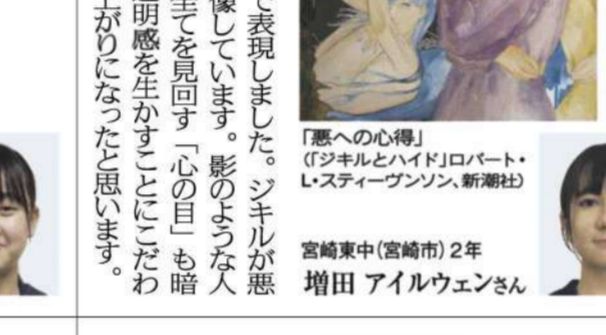 「悪への心得」
（「ジキルとハイド」ロバート・
L・スティーヴンソン、新潮社）
宮崎東中（宮崎市）２年
増田 アイルウェンさん
で表現しました。ジキルが悪
像しています。影のような人
全てを見回す「心の目」も暗
透明感を生かすことにこだわ
上がりになったと思います。